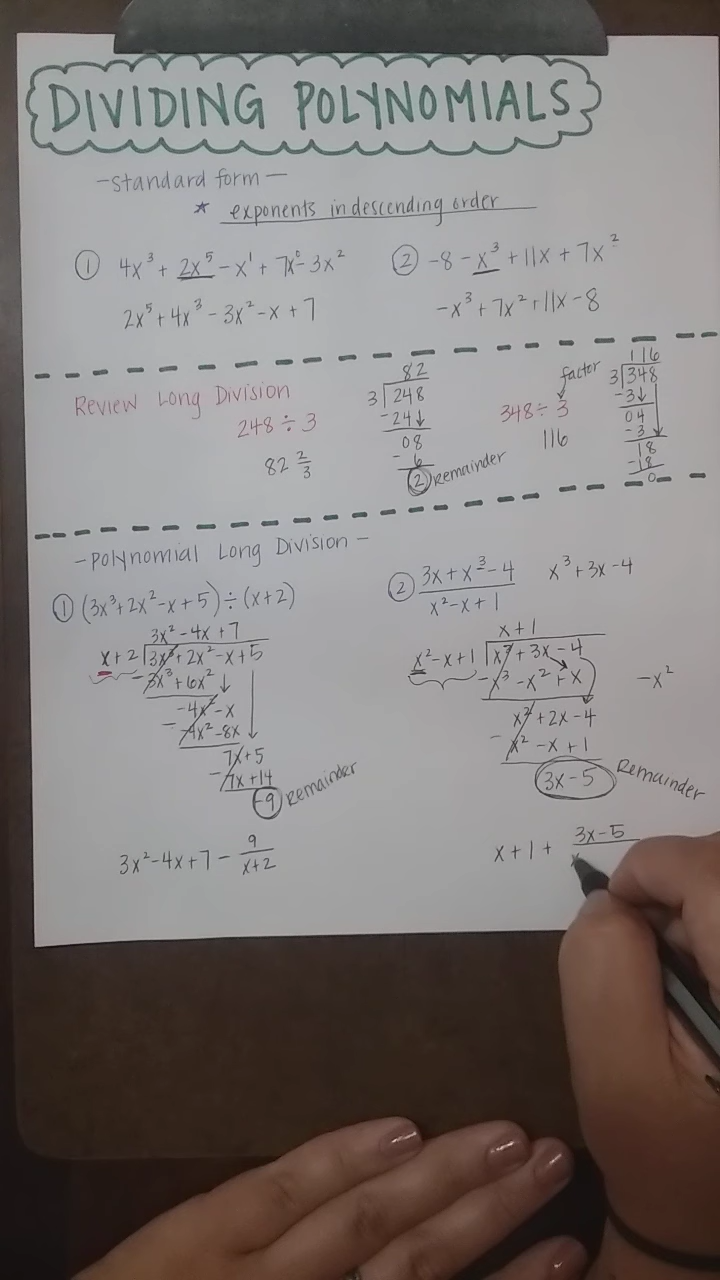 DIVIDING POLYNOMIALS
-standard form-
* exponents in descending order
① 4x³ + 2x⁵ - x¹ + 7x⁰ - 3x²
2x⁵ + 4x³ - 3x² - x + 7
② -8 - x³ + 11x + 7x²
-x³ + 7x² + 11x - 8
Review Long Division
248 ÷ 3
82 2/3
82
3 248
-24↓
08
- 6
2 Remainder
factor
348 ÷ 3
116
116
3 348
-3↓
04
-3
18
-18
0
-Polynomial Long Division-
① (3x³ + 2x² - x + 5) ÷ (x + 2)
3x² - 4x + 7
x + 2 3x³ + 2x² - x + 5
- 3x³ + 6x² ↓
-4x² - x
- -4x² - 8x
7x + 5
- 7x + 14
-9 Remainder
3x² - 4x + 7 - 9/(x + 2)
② (3x + x³ - 4)/(x² - x + 1)
x³ + 3x - 4
x + 1
x² - x + 1 x³ + 3x - 4
- x³ - x² + x
-x²
x² + 2x - 4
- x² - x + 1
3x - 5 Remainder
x + 1 + 3x - 5